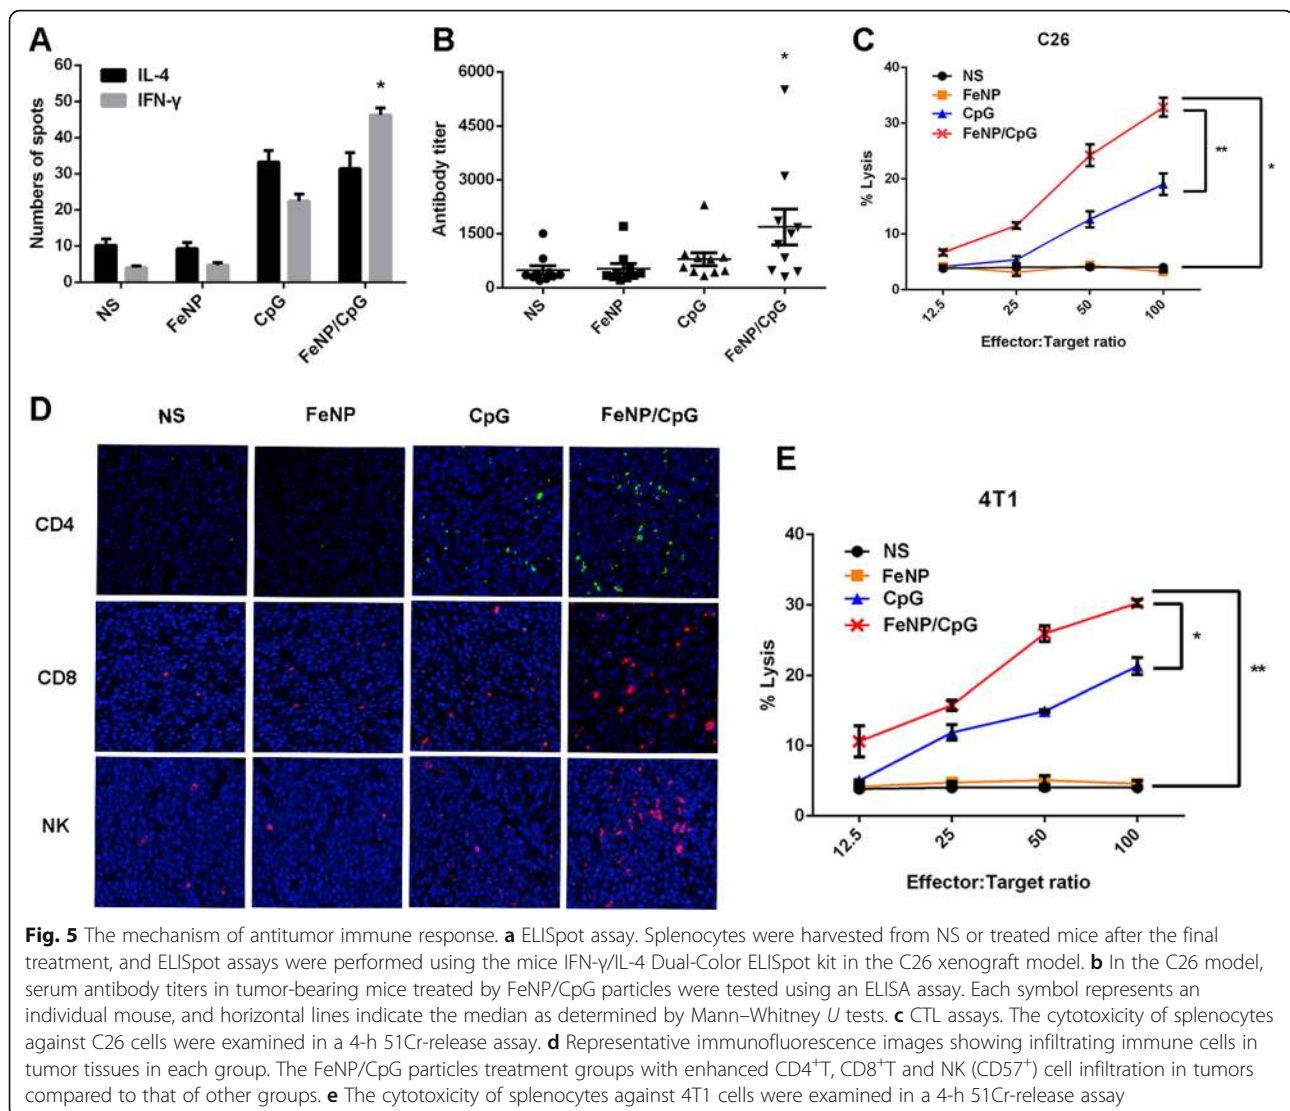 A
60
50
40
30
20
10
0
Numbers of spots
IL-4
IFN-γ
*
NS
FeNP
CpG
FeNP/CpG
B
6000
4500
3000
1500
0
Antibody titer
*
NS
FeNP
CpG
FeNP/CpG
C
C26
40
30
20
10
0
% Lysis
NS
FeNP
CpG
FeNP/CpG
**
*
12.5
25
50
100
Effector:Target ratio
D
NS
FeNP
CpG
FeNP/CpG
CD4
CD8
NK
E
4T1
40
30
20
10
0
% Lysis
NS
FeNP
CpG
FeNP/CpG
*
**
12.5
25
50
100
Effector:Target ratio
Fig. 5 The mechanism of antitumor immune response. a ELISpot assay. Splenocytes were harvested from NS or treated mice after the final
treatment, and ELISpot assays were performed using the mice IFN-γ/IL-4 Dual-Color ELISpot kit in the C26 xenograft model. b In the C26 model,
serum antibody titers in tumor-bearing mice treated by FeNP/CpG particles were tested using an ELISA assay. Each symbol represents an
individual mouse, and horizontal lines indicate the median as determined by Mann–Whitney U tests. c CTL assays. The cytotoxicity of splenocytes
against C26 cells were examined in a 4-h 51Cr-release assay. d Representative immunofluorescence images showing infiltrating immune cells in
tumor tissues in each group. The FeNP/CpG particles treatment groups with enhanced CD4⁺T, CD8⁺T and NK (CD57⁺) cell infiltration in tumors
compared to that of other groups. e The cytotoxicity of splenocytes against 4T1 cells were examined in a 4-h 51Cr-release assay